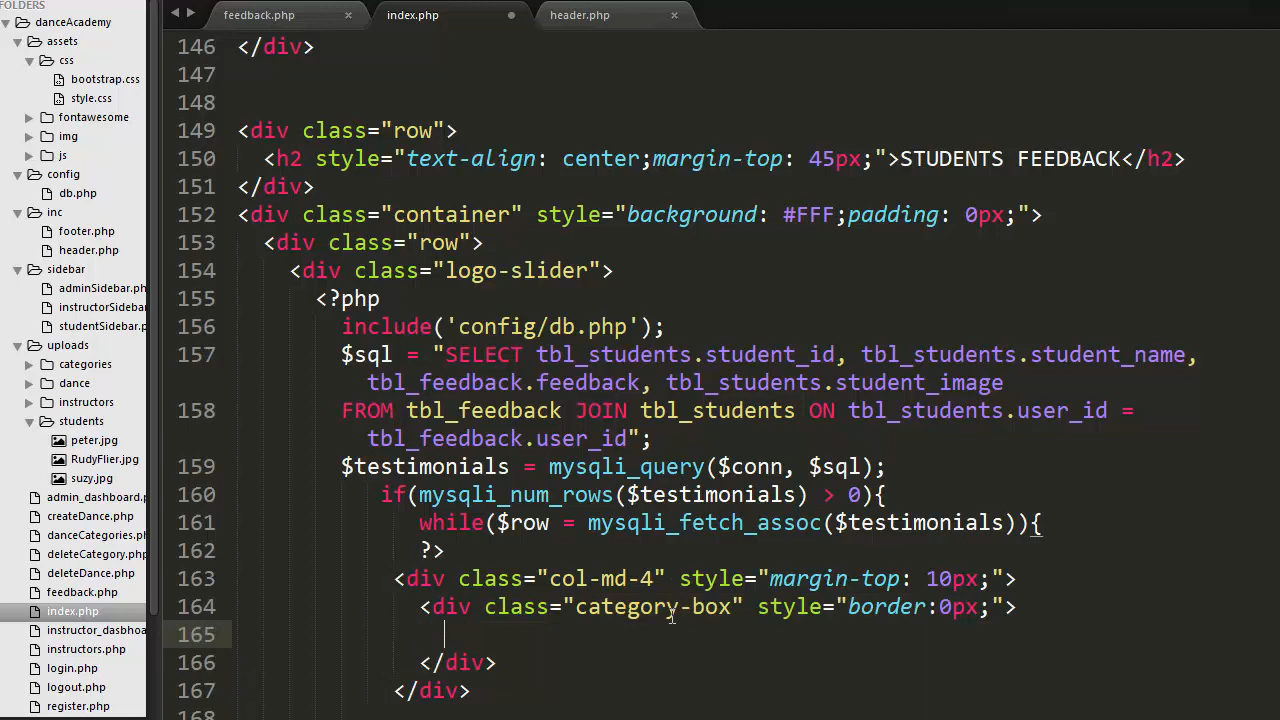 FOLDERS
danceAcademy
assets
css
bootstrap.css
style.css
fontawesome
img
js
config
db.php
inc
footer.php
header.php
sidebar
adminSidebar.ph
instructorSidebar
studentSidebar.p
uploads
categories
dance
instructors
students
peter.jpg
RudyFlier.jpg
suzy.jpg
admin_dashboard.p
createDance.php
danceCategories.p
deleteCategory.ph
deleteDance.php
feedback.php
index.php
instructor_dasbhoa
instructors.php
login.php
logout.php
register.php
feedback.php × index.php header.php ×
146 </div>
147
148
149 <div class="row">
150 <h2 style="text-align: center;margin-top: 45px;">STUDENTS FEEDBACK</h2>
151 </div>
152 <div class="container" style="background: #FFF;padding: 0px;">
153 <div class="row">
154 <div class="logo-slider">
155 <?php
156 include('config/db.php');
157 $sql = "SELECT tbl_students.student_id, tbl_students.student_name,
tbl_feedback.feedback, tbl_students.student_image
158 FROM tbl_feedback JOIN tbl_students ON tbl_students.user_id =
tbl_feedback.user_id";
159 $testimonials = mysqli_query($conn, $sql);
160 if(mysqli_num_rows($testimonials) > 0){
161 while($row = mysqli_fetch_assoc($testimonials)){
162 ?>
163 <div class="col-md-4" style="margin-top: 10px;">
164 <div class="category-box" style="border:0px;">
165
166 </div>
167 </div>
168